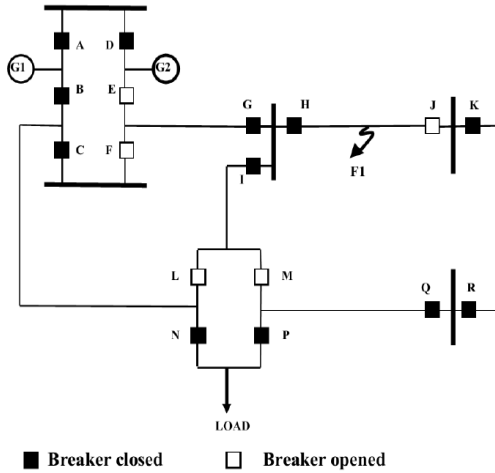 A D
G1 G2
B E
G H J K
C F
I
F1
L M
Q R
N P
LOAD
Breaker closed Breaker opened